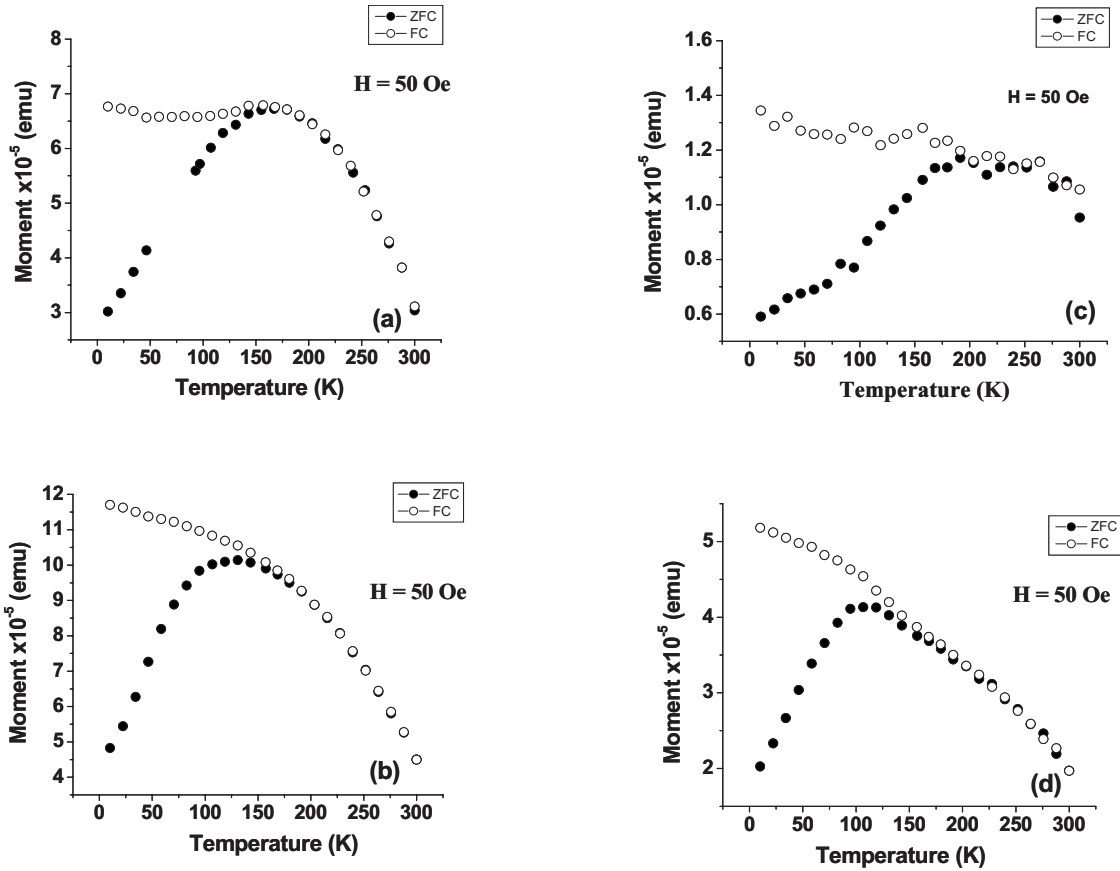 ZFC
FC
H = 50 Oe
Moment x10-5 (emu)
8
7
6
5
4
3
(a)
0 50 100 150 200 250 300
Temperature (K)
ZFC
FC
H = 50 Oe
Moment x10-5 (emu)
1.6
1.4
1.2
1.0
0.8
0.6
(c)
0 50 100 150 200 250 300
Temperature (K)
ZFC
FC
H = 50 Oe
Moment x10-5 (emu)
12
11
10
9
8
7
6
5
4
(b)
0 50 100 150 200 250 300
Temperature (K)
ZFC
FC
H = 50 Oe
Moment x10-5 (emu)
5
4
3
2
(d)
0 50 100 150 200 250 300
Temperature (K)